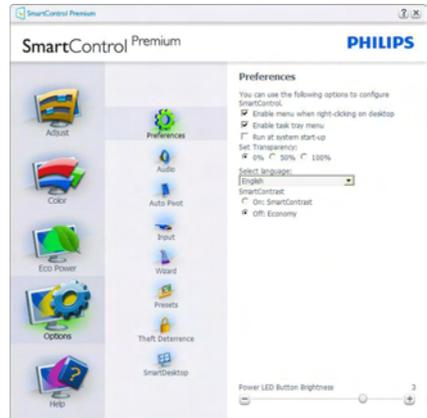 SmartControl Premium
SmartControl Premium
PHILIPS
Adjust
Color
Eco Power
Options
Help
Preferences
Audio
Auto Pivot
Input
Wizard
Presets
Theft Deterrence
SmartDesktop
Preferences
You can use the following options to configure
SmartControl.
Enable menu when right-clicking on desktop
Enable task tray menu
Run at system start-up
Set Transparency:
0% 50% 100%
Select language:
English
SmartContrast
On: SmartContrast
Off: Economy
Power LED Button Brightness 3